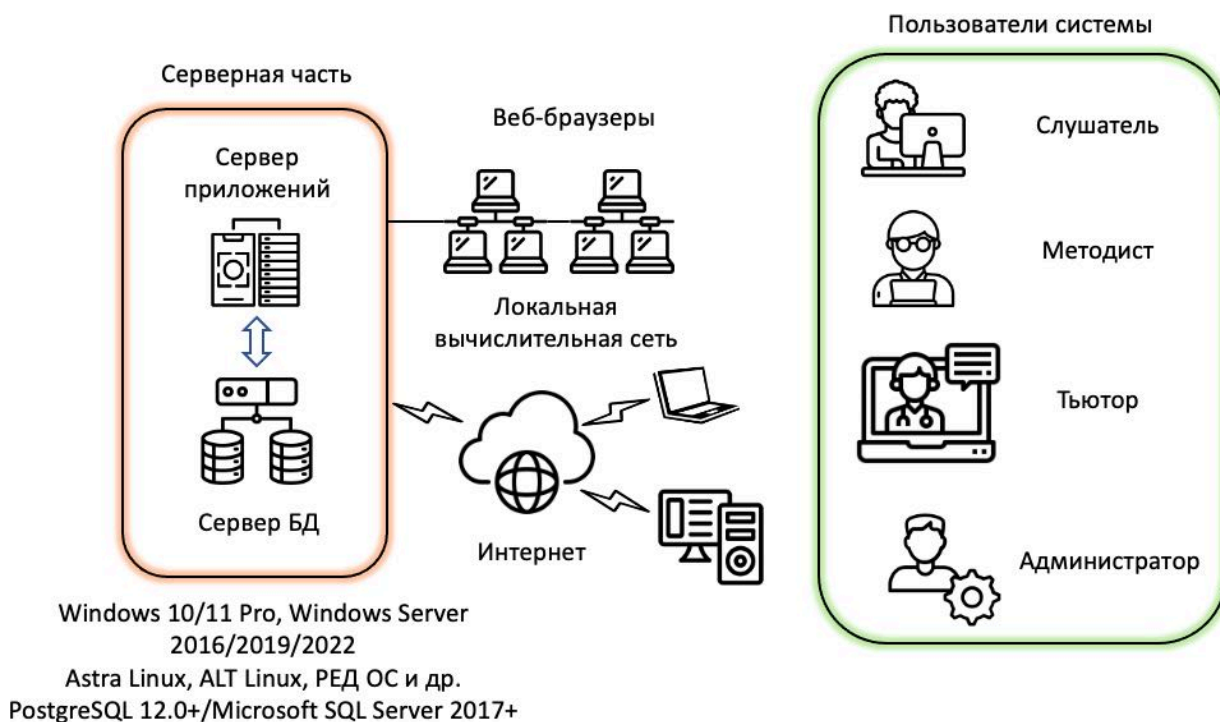 Пользователи системы
Серверная часть
Веб-браузеры
Сервер
приложений
Слушатель
Методист
Локальная
вычислительная сеть
Тьютор
Сервер БД
Интернет
Администратор
Windows 10/11 Pro, Windows Server
2016/2019/2022
Astra Linux, ALT Linux, РЕД ОС и др.
PostgreSQL 12.0+/Microsoft SQL Server 2017+